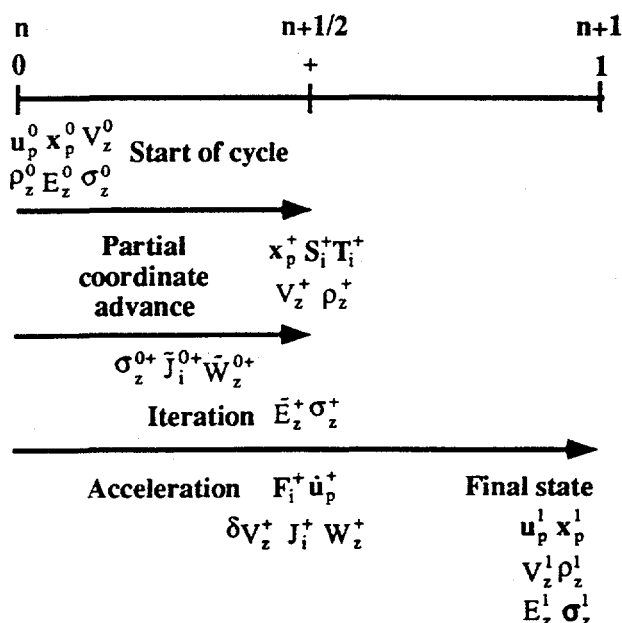 n n+1/2 n+1
0 + 1
u_p^0 x_p^0 V_z^0
Start of cycle
ρ_z^0 E_z^0 σ_z^0
Partial coordinate advance
x_p^+ S_i^+ T_i^+
V_z^+ ρ_z^+
σ_z^{0+} J̃_i^{0+} W̃_z^{0+}
Iteration Ẽ_z^+ σ_z^+
Acceleration F_i^+ u̇_p^+
δV_z^+ J_i^+ W_z^+
Final state
u_p^1 x_p^1
V_z^1 ρ_z^1
E_z^1 σ_z^1